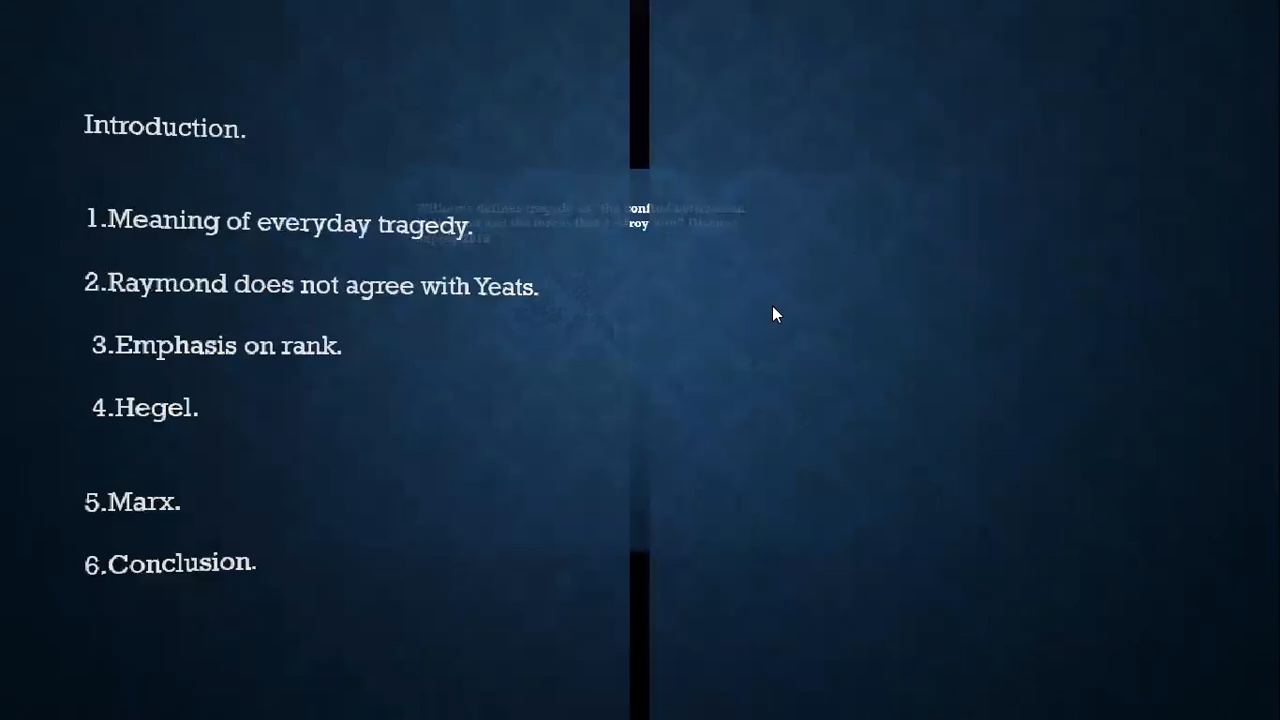 Introduction.
1.Meaning of everyday tragedy.
2.Raymond does not agree with Yeats.
3.Emphasis on rank.
4.Hegel.
5.Marx.
6.Conclusion.